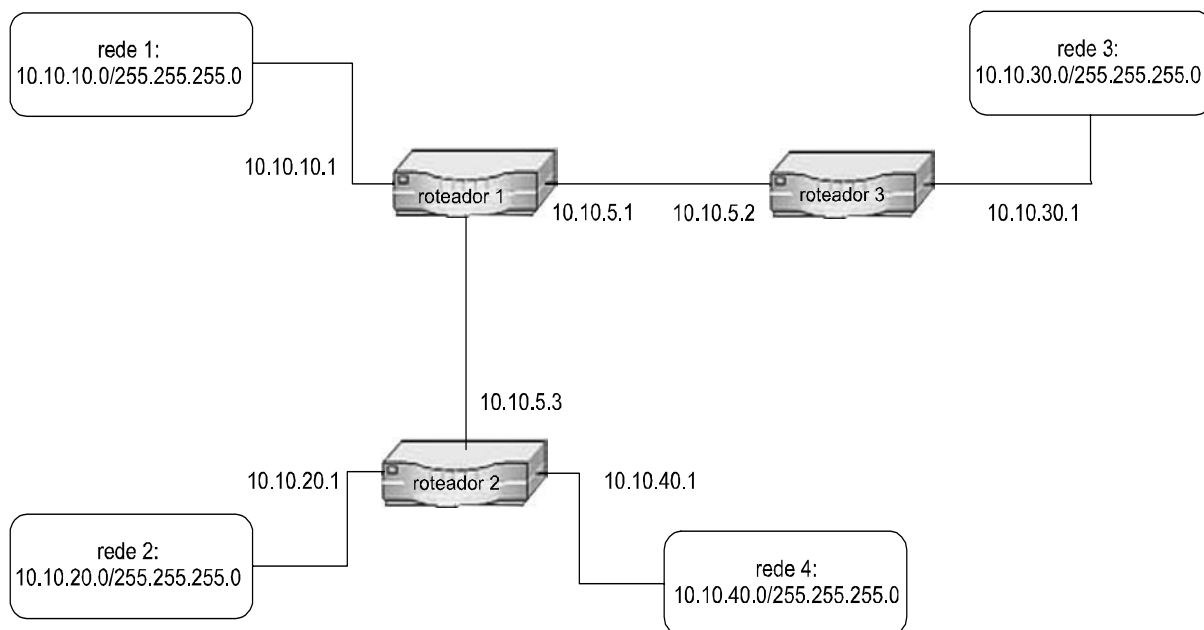 rede 1:
10.10.10.0/255.255.255.0
rede 3:
10.10.30.0/255.255.255.0
10.10.10.1
roteador 1
10.10.5.1
10.10.5.2
roteador 3
10.10.30.1
10.10.5.3
10.10.20.1
roteador 2
10.10.40.1
rede 2:
10.10.20.0/255.255.255.0
rede 4:
10.10.40.0/255.255.255.0